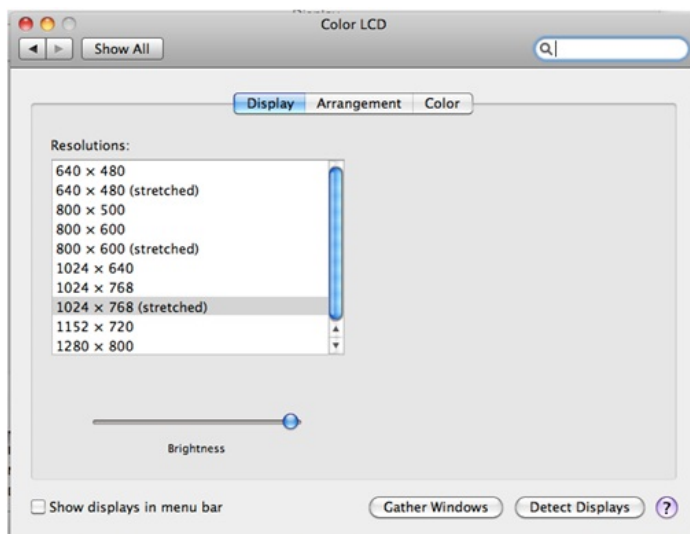 Color LCD
Show All
Display Arrangement Color
Resolutions:
640 × 480
640 × 480 (stretched)
800 × 500
800 × 600
800 × 600 (stretched)
1024 × 640
1024 × 768
1024 × 768 (stretched)
1152 × 720
1280 × 800
Brightness
Show displays in menu bar Gather Windows Detect Displays ?